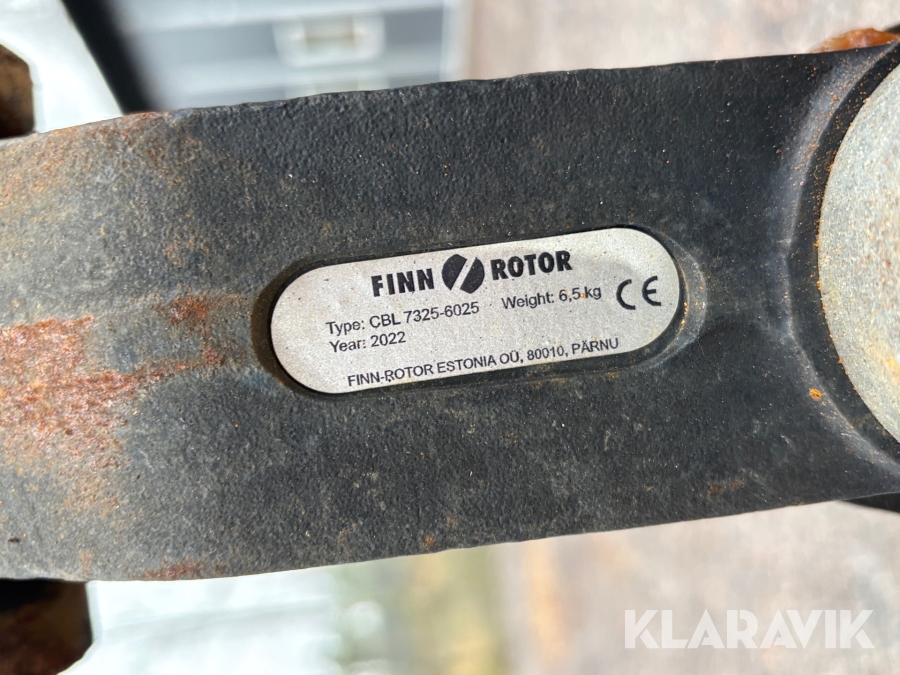 FINN ROTOR
Type: CBL 7325-6025 Weight: 6,5 kg
Year: 2022
CE
FINN-ROTOR ESTONIA OÜ, 80010, PÄRNU
KLARAVIK